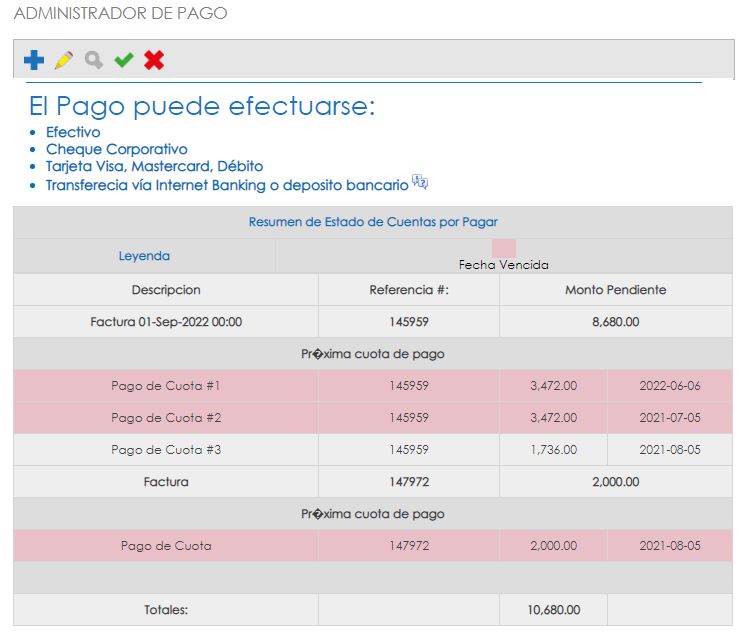 ADMINISTRADOR DE PAGO
El Pago puede efectuarse:
Efectivo
Cheque Corporativo
Tarjeta Visa, Mastercard, Débito
Transferecia vía Internet Banking o deposito bancario
Resumen de Estado de Cuentas por Pagar
Leyenda
Fecha Vencida
Descripcion Referencia #: Monto Pendiente
Factura 01-Sep-2022 00:00 145959 8,680.00
Pr�xima cuota de pago
Pago de Cuota #1 145959 3,472.00 2022-06-06
Pago de Cuota #2 145959 3,472.00 2021-07-05
Pago de Cuota #3 145959 1,736.00 2021-08-05
Factura 147972 2,000.00
Pr�xima cuota de pago
Pago de Cuota 147972 2,000.00 2021-08-05
Totales: 10,680.00